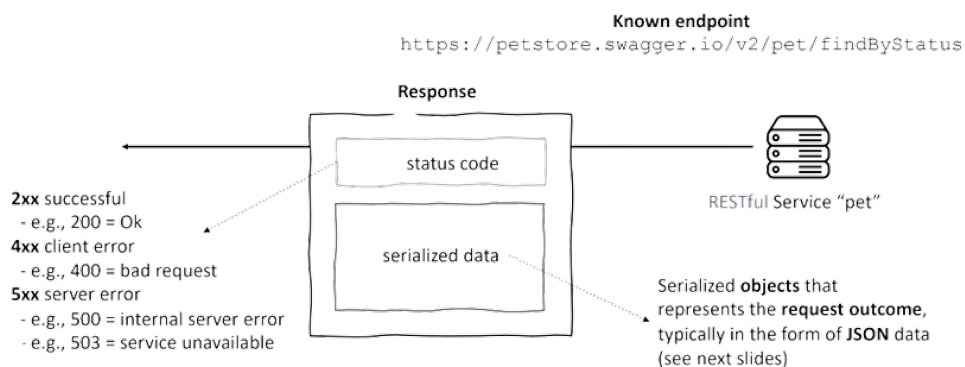 Known endpoint
https://petstore.swagger.io/v2/pet/findByStatus
Response
status code
serialized data
RESTful Service “pet”
2xx successful
- e.g., 200 = Ok
4xx client error
- e.g., 400 = bad request
5xx server error
- e.g., 500 = internal server error
- e.g., 503 = service unavailable
Serialized objects that
represents the request outcome,
typically in the form of JSON data
(see next slides)